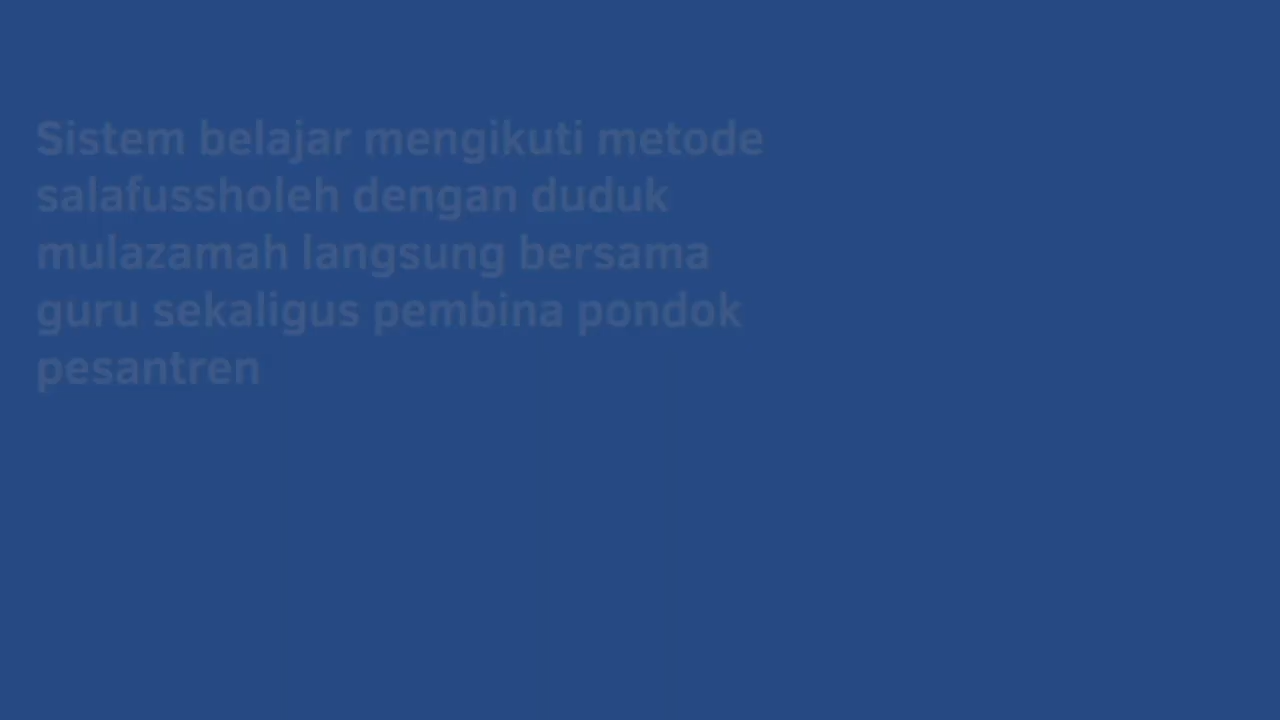 Sistem belajar mengikuti metode
salafussholeh dengan duduk
mulazamah langsung bersama
guru sekaligus pembina pondok
pesantren